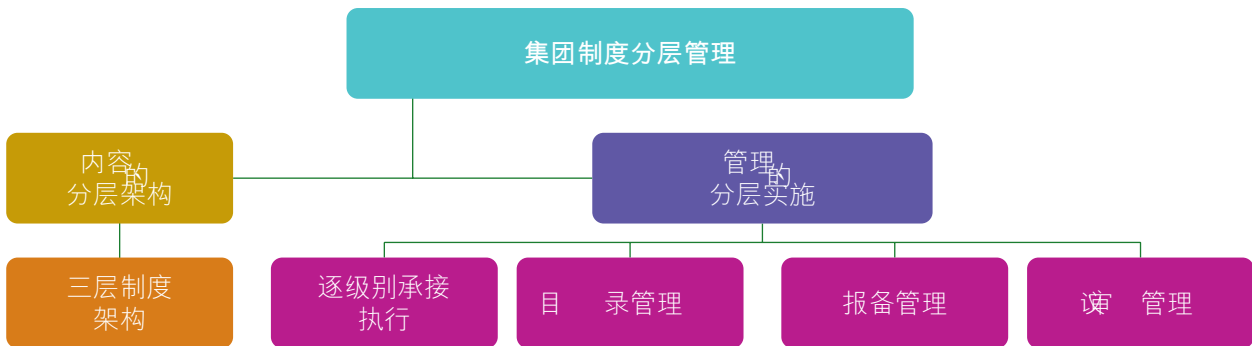 集团制度分层管理
内容的
分层架构
管理的
分层实施
三层制度
架构
逐级别承接
执行
目 录管理
报备管理
审议 管理